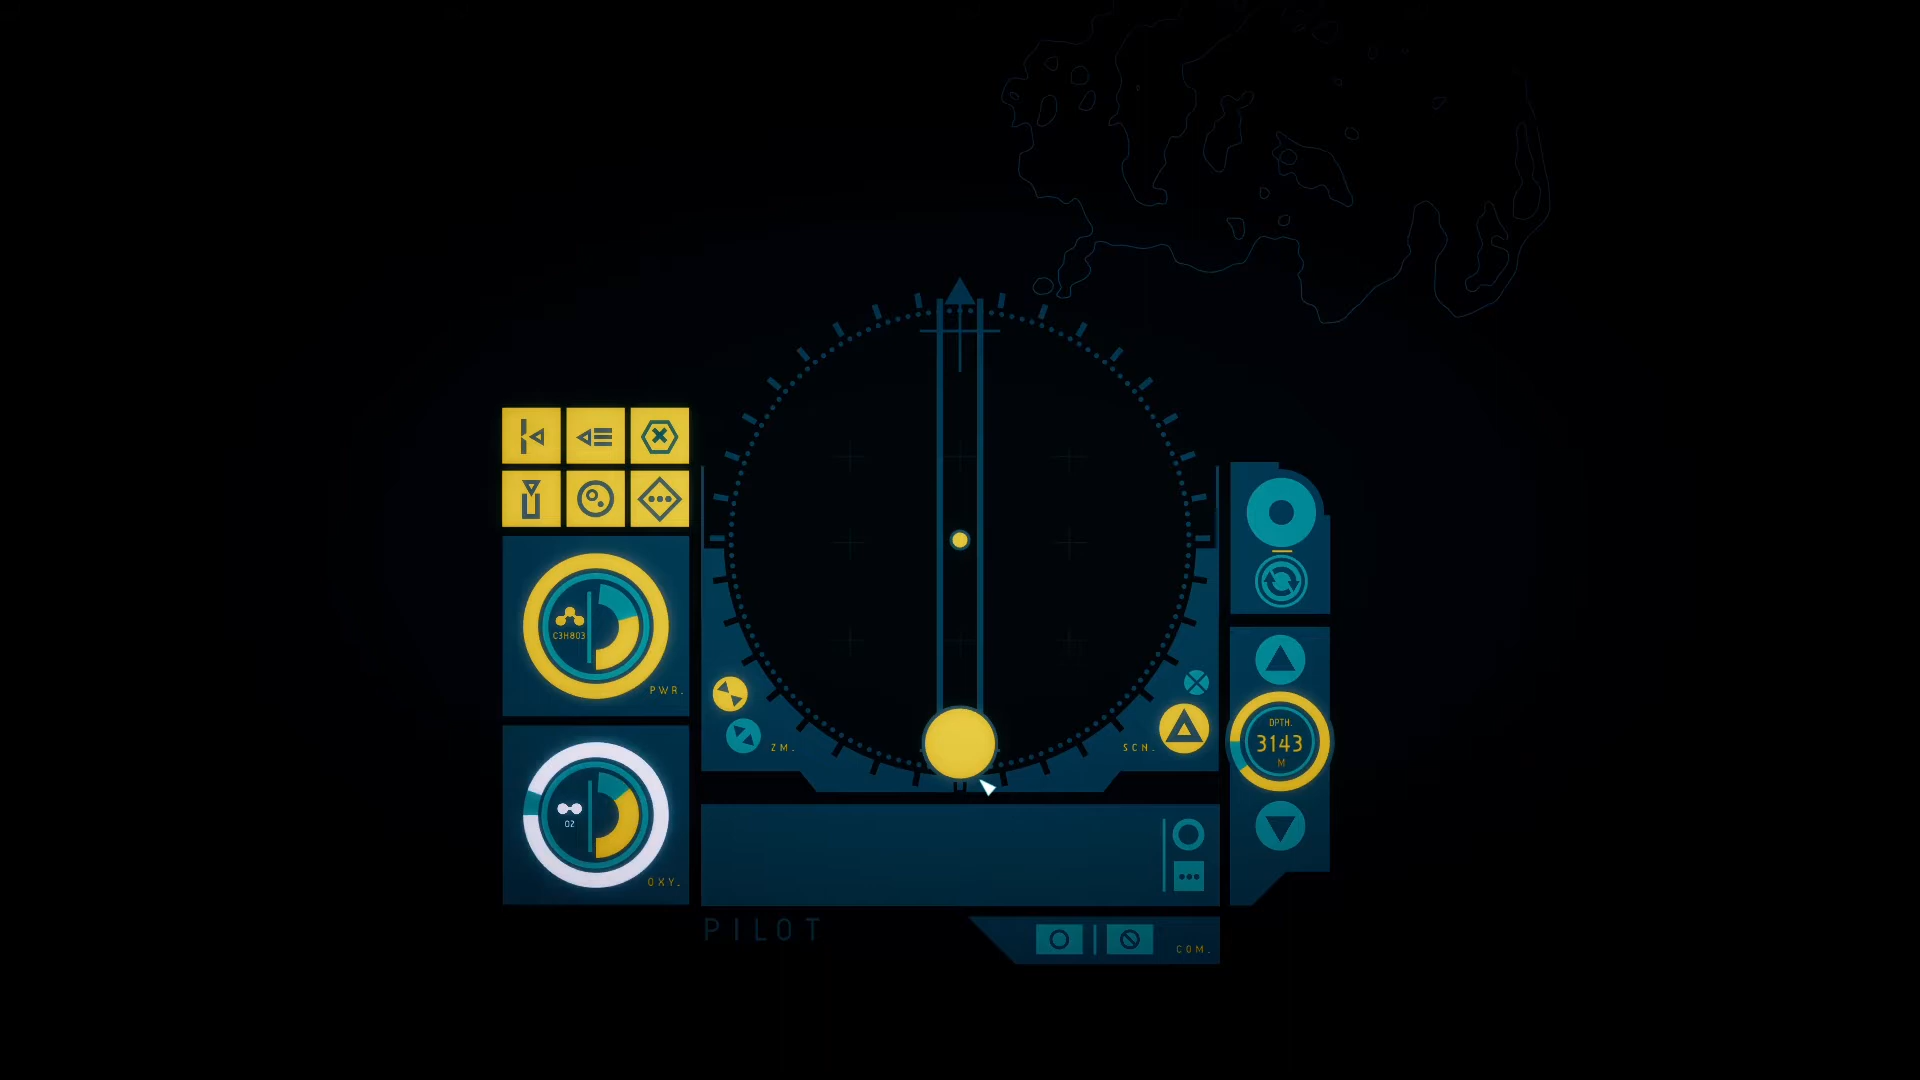 C3H8O3
PWR.
O2
OXY.
ZM.
SCN.
DPTH.
3143
M
PILOT
COM.